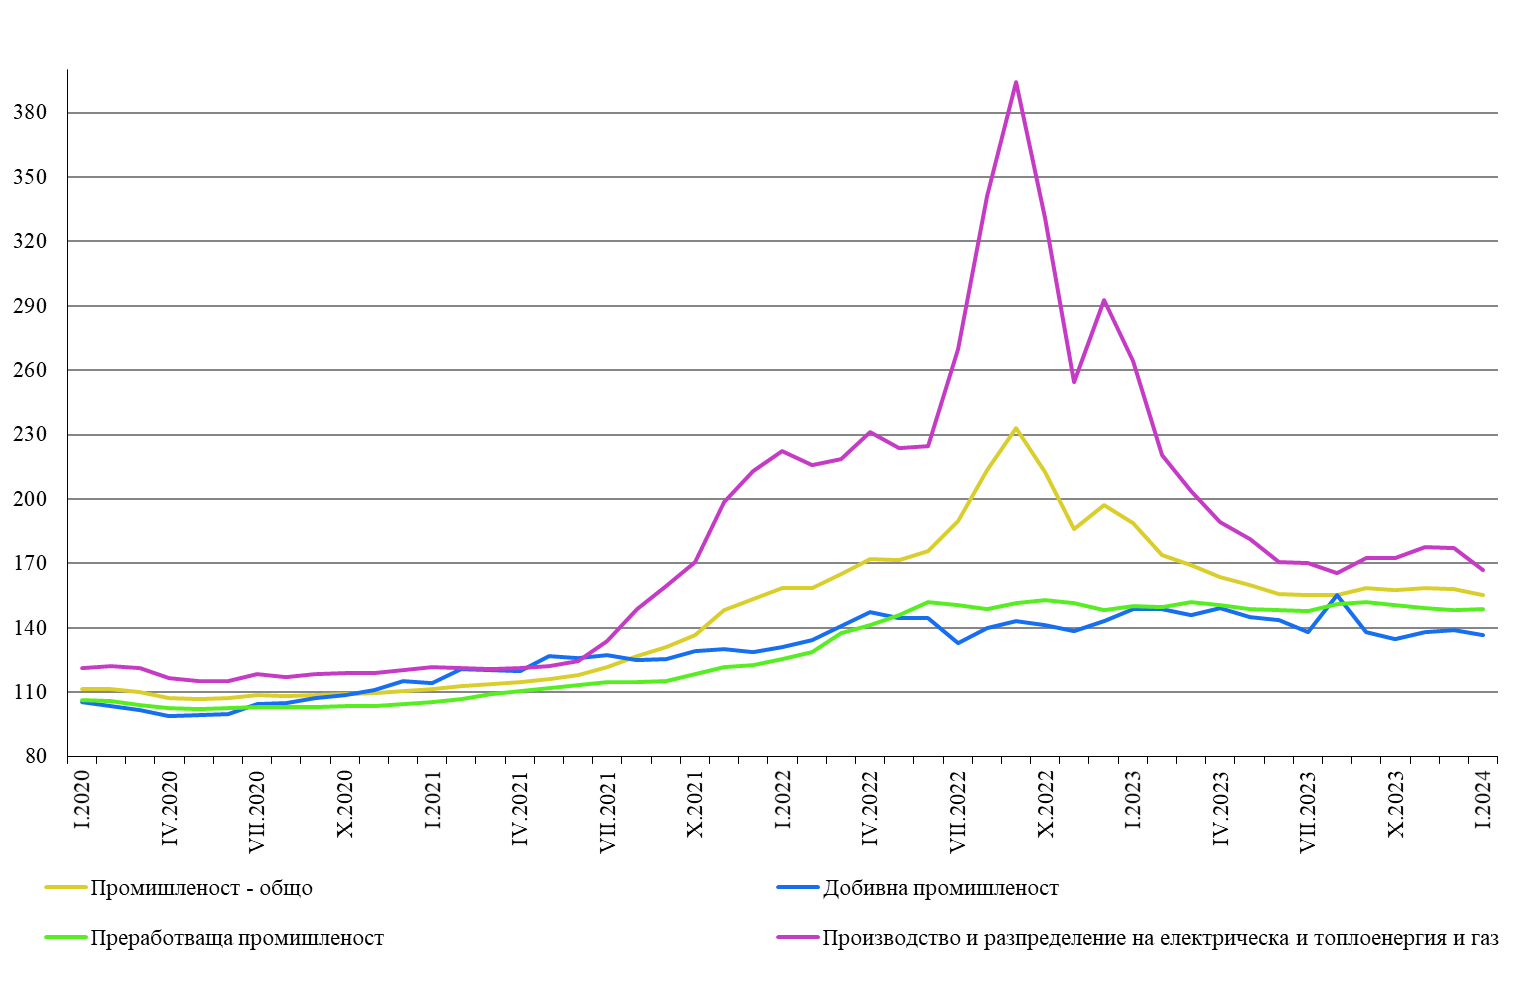 380
350
320
290
260
230
200
170
140
110
80
I.2020
IV.2020
VII.2020
X.2020
I.2021
IV.2021
VII.2021
X.2021
I.2022
IV.2022
VII.2022
X.2022
I.2023
IV.2023
VII.2023
X.2023
I.2024
Промишленост - общо
Добивна промишленост
Преработваща промишленост
Производство и разпределение на електрическа и топлоенергия и газ